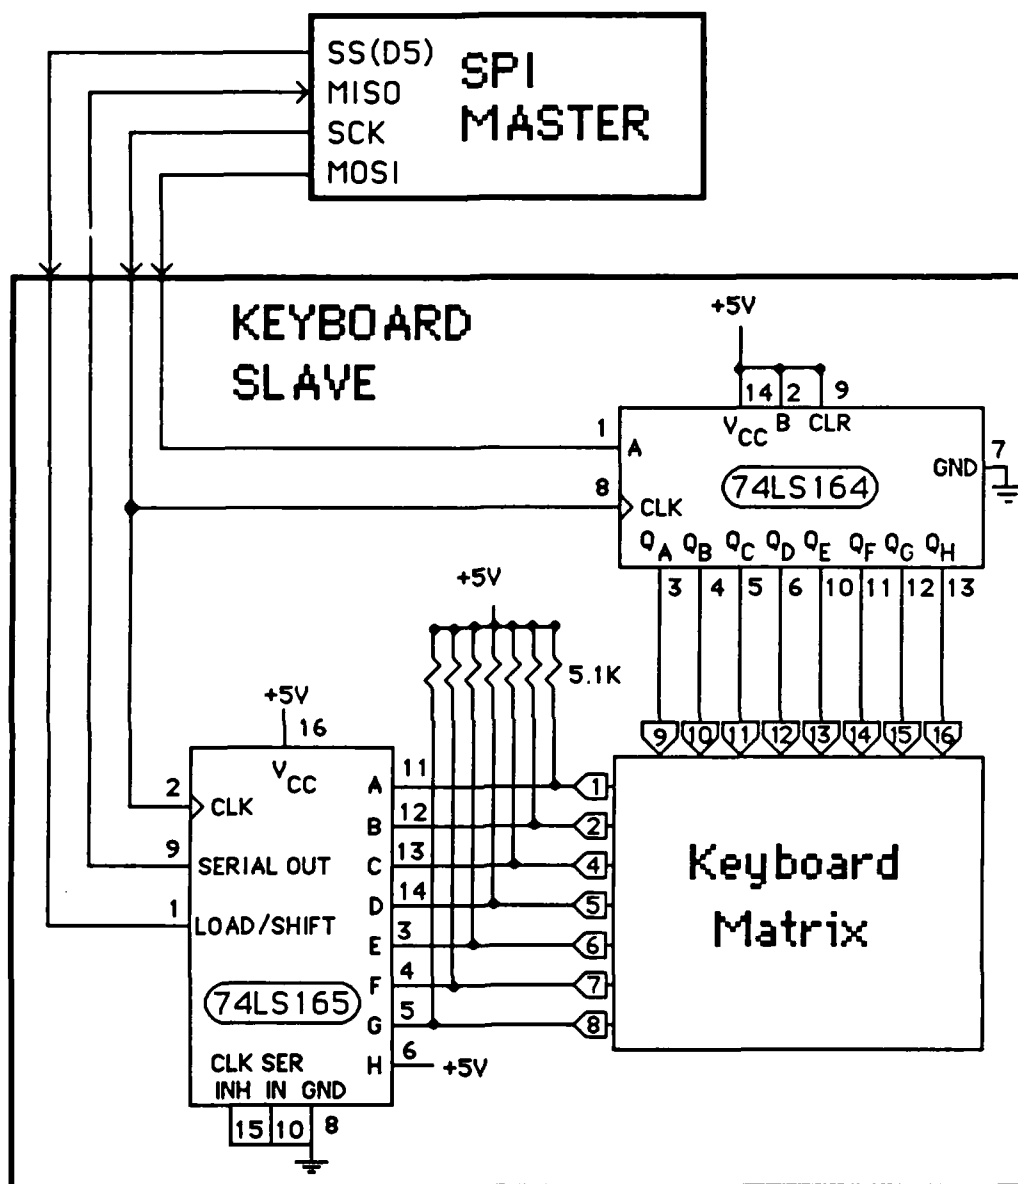 SS(D5)
MISO
SCK
MOSI
SPI
MASTER
KEYBOARD
SLAVE
+5V
14 2 9
VCC B CLR
1
A
GND
7
74LS164
8
CLK
QA QB QC QD QE QF QG QH
3 4 5 6 10 11 12 13
+5V
5.1K
9 10 11 12 13 14 15 16
+5V
16
VCC
2
CLK
9
SERIAL OUT
1
LOAD/SHIFT
74LS165
A 11
B 12
C 13
D 14
E 3
F 4
G 5
H 6
+5V
1
2
4
5
6
7
8
Keyboard
Matrix
CLK SER
INH IN GND
15 10 8